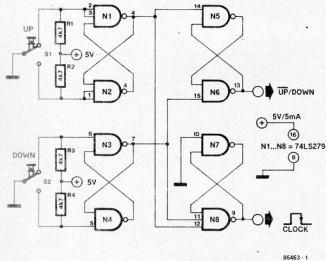 UP
S1
R1
4k7
5V
R2
4k7
2
3
N1
4
1
N2
4
14
N5
15
N6
13
UP/DOWN
5V/5mA
16
N1...N8 = 74LS279
8
DOWN
S2
R3
4k7
5V
R4
4k7
6
N3
7
5
N4
10
N7
11
12
N8
9
CLOCK
86463 - 1